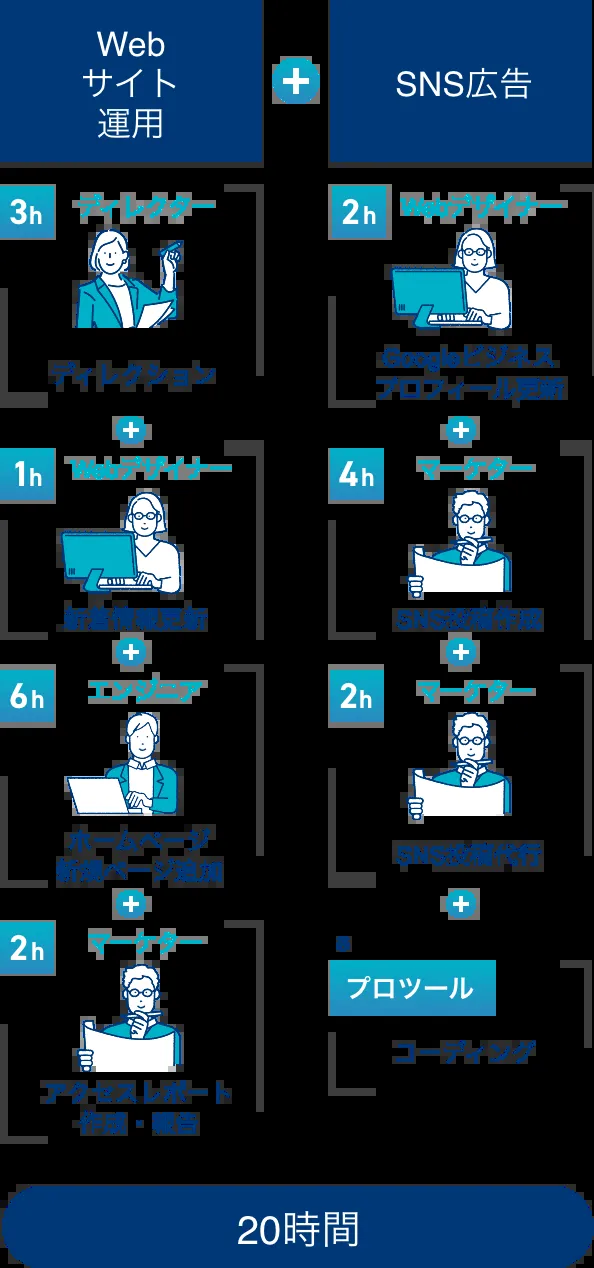 Web
サイト
運用
SNS広告
3h
ディレクター
ディレクション
1h
Webデザイナー
新着情報更新
6h
エンジニア
ホームページ
新規ページ追加
2h
マーケター
アクセスレポート
作成・報告
2h
Webデザイナー
Googleビジネス
プロフィール更新
4h
マーケター
SNS投稿作成
2h
マーケター
SNS投稿代行
プロツール
コーディング
20時間